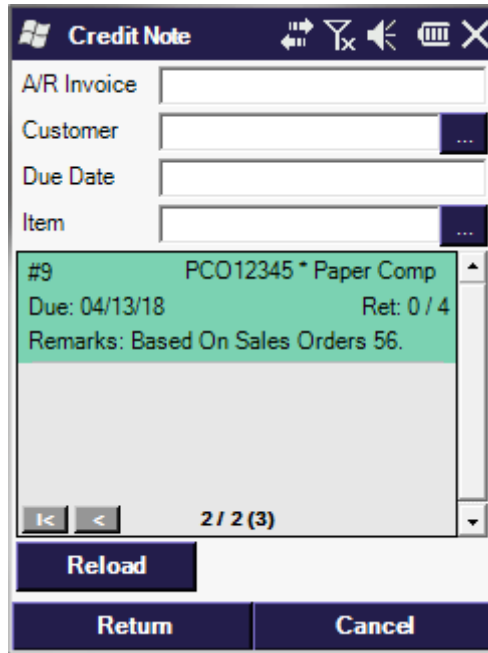 Credit Note
A/R Invoice
Customer ...
Due Date
Item ...
#9 PCO12345 * Paper Comp
Due: 04/13/18 Ret: 0 / 4
Remarks: Based On Sales Orders 56.
|< < 2 / 2 (3)
Reload
Return Cancel